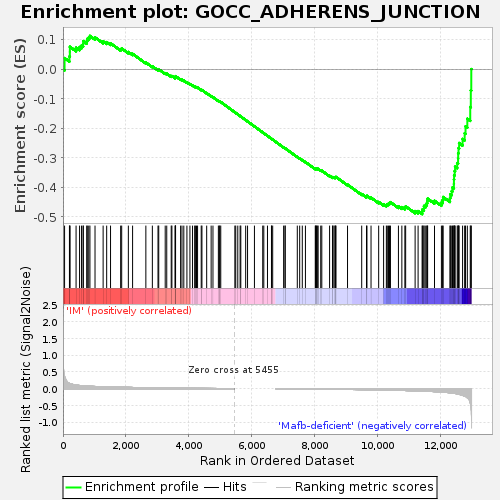 Enrichment plot: GOCC_ADHERENS_JUNCTION
Enrichment score (ES)
0.1
0.0
-0.1
-0.2
-0.3
-0.4
-0.5
'IM' (positively correlated)
Ranked list metric (Signal2Noise)
2.5
2.0
1.5
1.0
0.5
0.0
-0.5
-1.0
Zero cross at 5455
'Mafb-deficient' (negatively correlated)
0
2,000
4,000
6,000
8,000
10,000
12,000
Rank in Ordered Dataset
Enrichment profile
Hits
Ranking metric scores